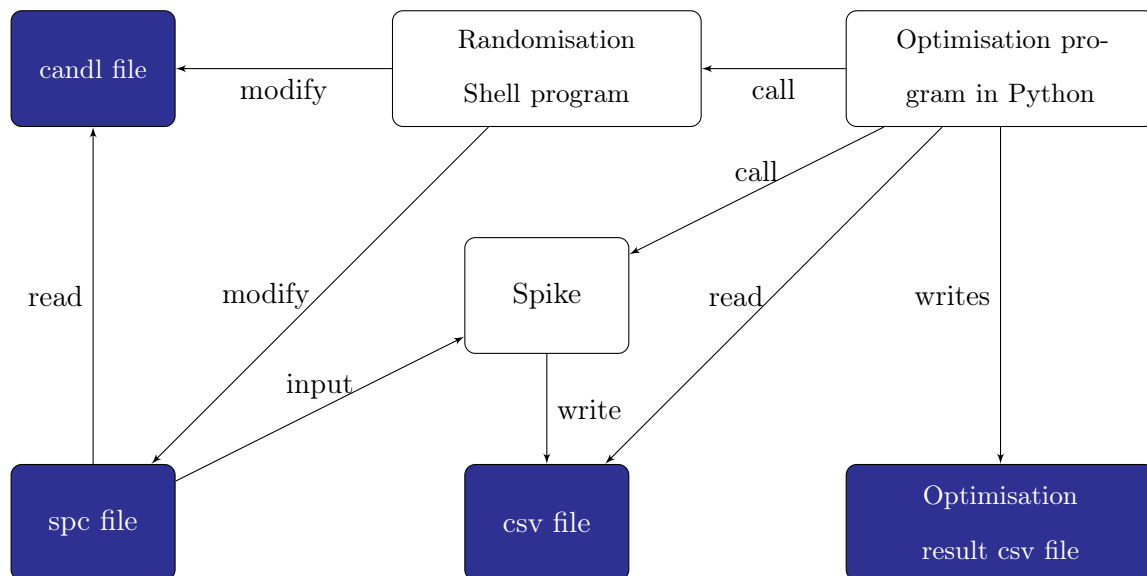 candl file
modify
Randomisation
Shell program
call
Optimisation pro-
gram in Python
call
read
modify
Spike
read
writes
input
write
spc file
csv file
Optimisation
result csv file